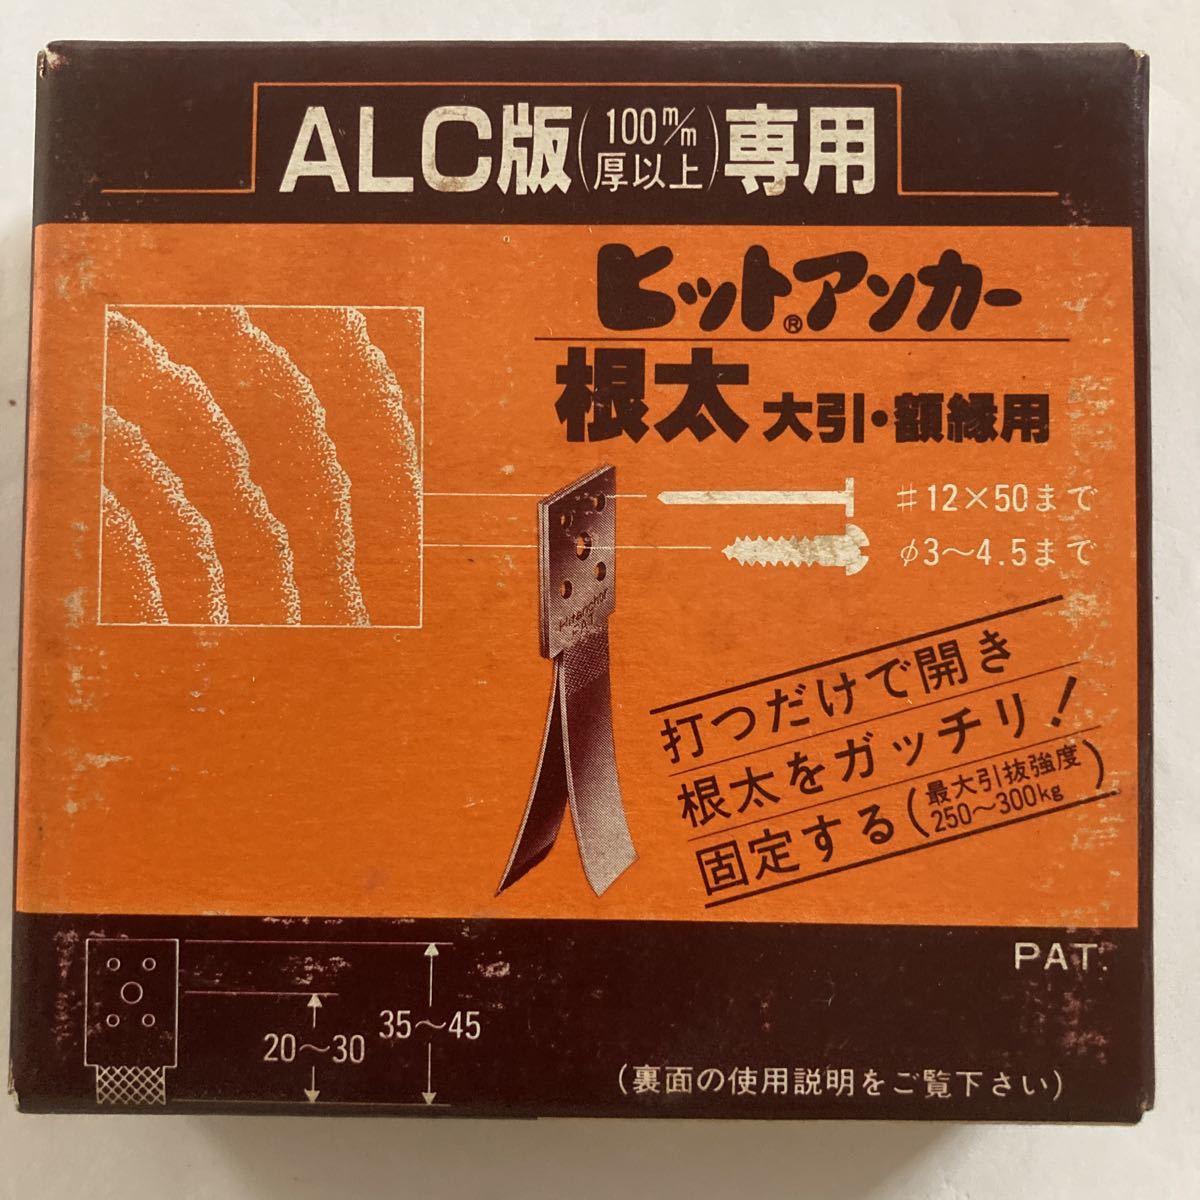 ALC版(100m/m厚以上)専用
ヒットアンカー®
根太 大引・額縁用
#12×50まで
φ3〜4.5まで
Hitanchor
PAT
打つだけで開き
根太をガッチリ!
固定する(最大引抜強度250〜300kg)
PAT.
35〜45
20〜30
(裏面の使用説明をご覧下さい)